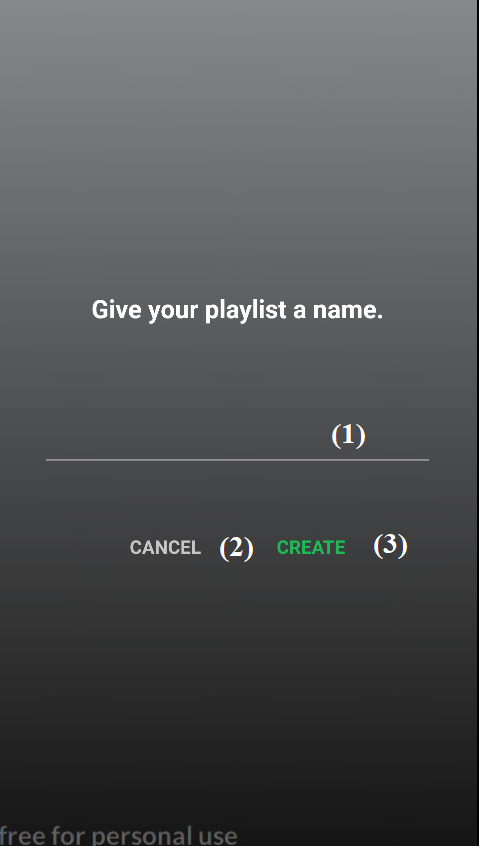 Give your playlist a name.
(1)
CANCEL (2) CREATE (3)
free for personal use